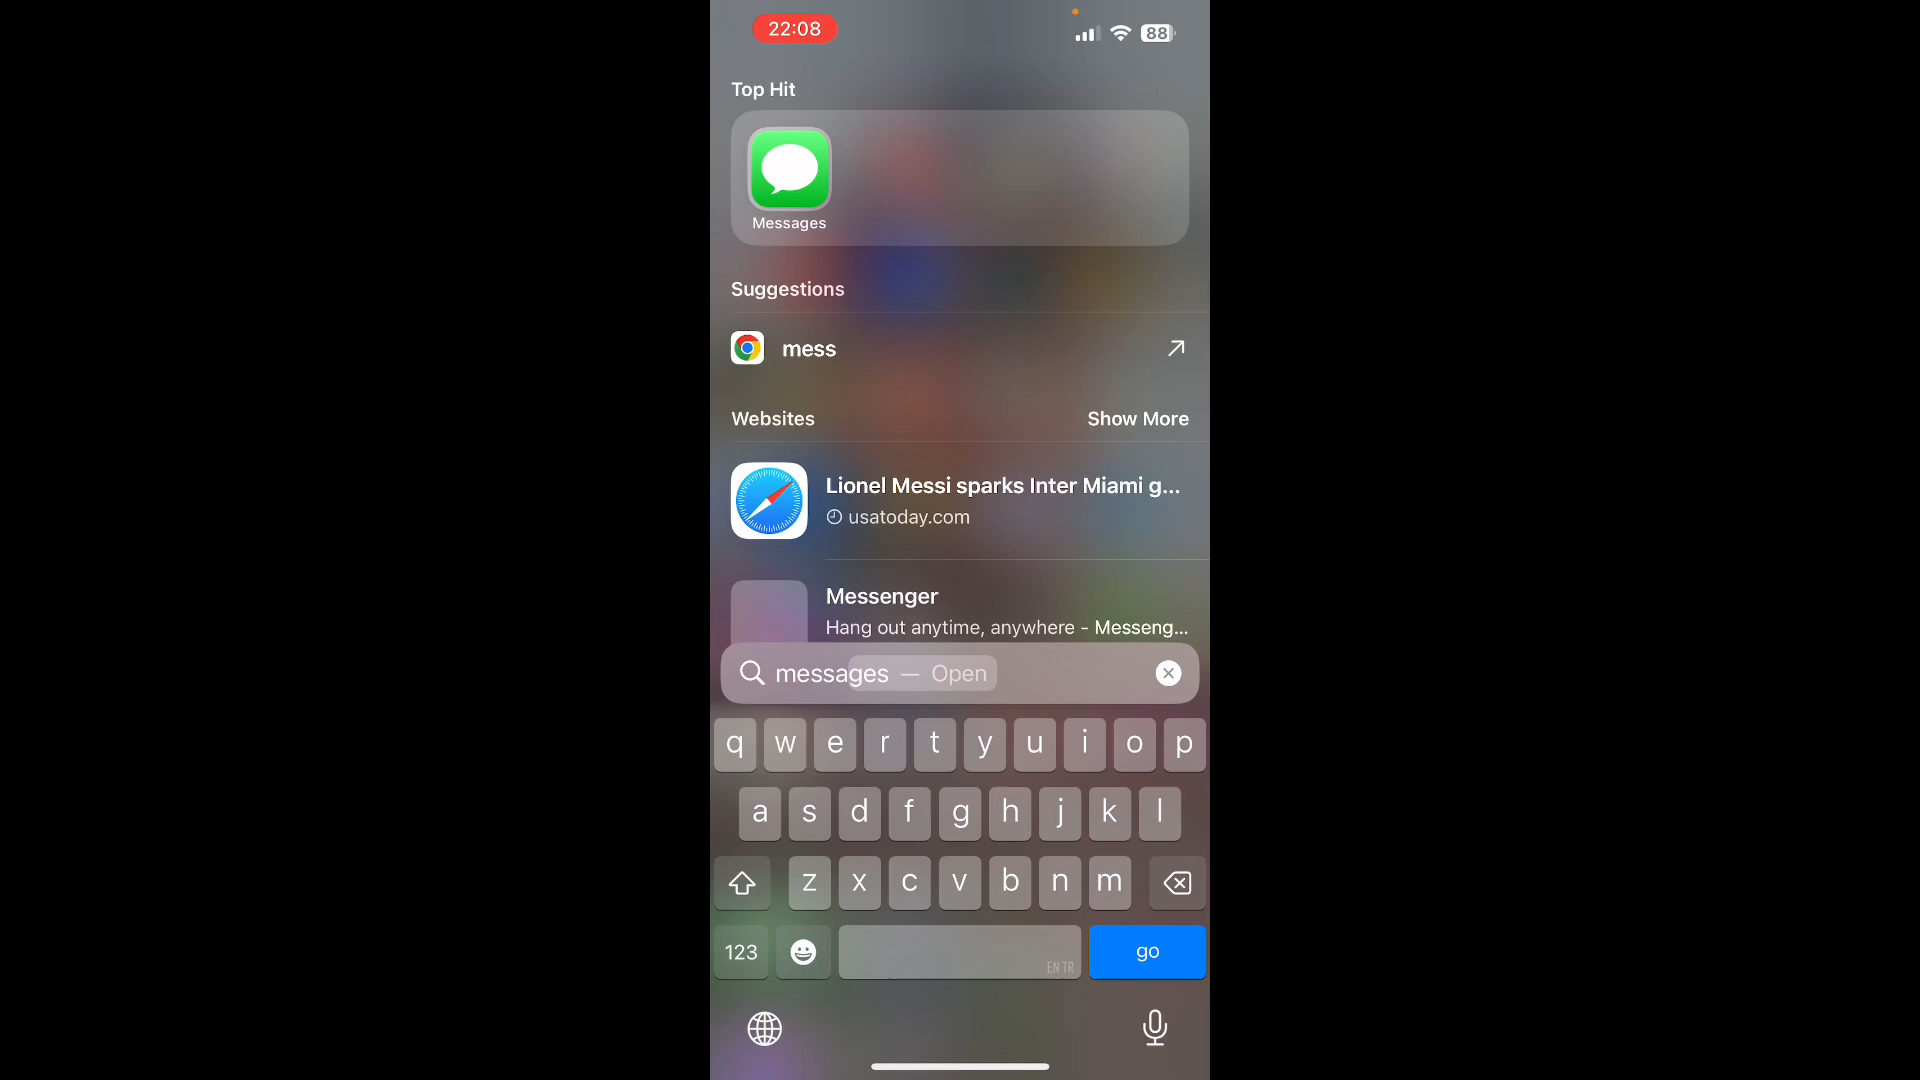 22:08
88
Top Hit
Messages
Suggestions
mess
Websites Show More
Lionel Messi sparks Inter Miami g...
usatoday.com
Messenger
Hang out anytime, anywhere - Messeng...
messages — Open
q w e r t y u i o p
a s d f g h j k l
z x c v b n m
123 EN TR go